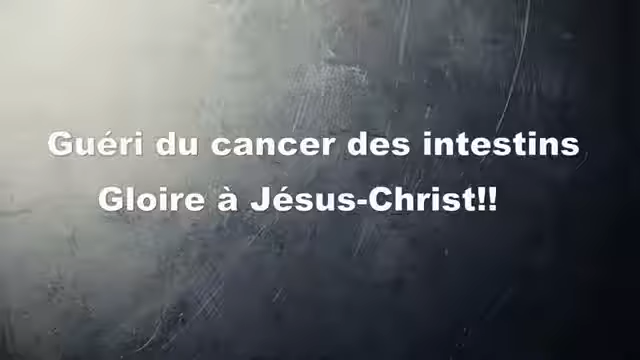 Guéri du cancer des intestins
Gloire à Jésus-Christ!!